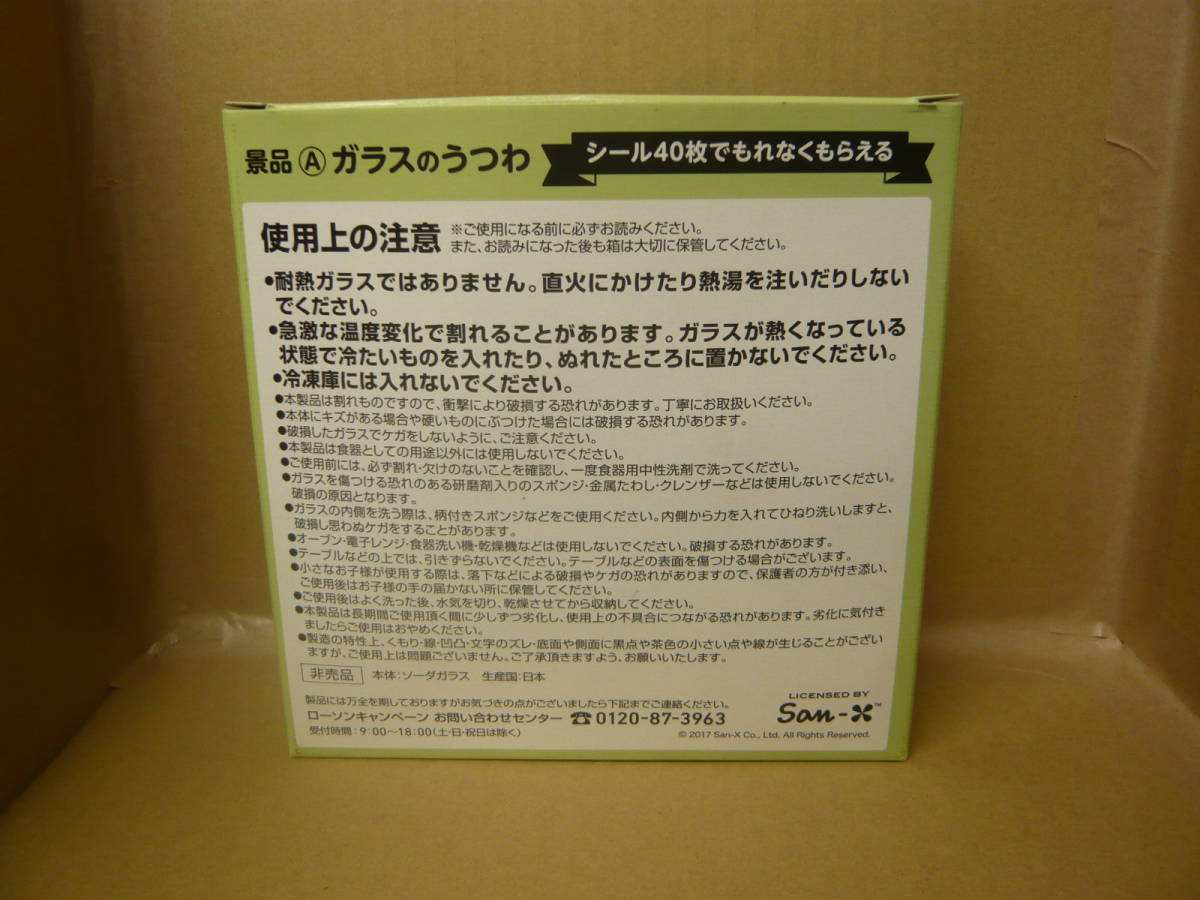 景品 Ⓐ ガラスのうつわ シール40枚でもれなくもらえる
使用上の注意
※ご使用になる前に必ずお読みください。
また、お読みになった後も箱は大切に保管してください。
●耐熱ガラスではありません。直火にかけたり熱湯を注いだりしない
でください。
●急激な温度変化で割れることがあります。ガラスが熱くなっている
状態で冷たいものを入れたり、ぬれたところに置かないでください。
●冷凍庫には入れないでください。
●本製品は割れものですので、衝撃により破損する恐れがあります。丁寧にお取扱いください。
●本体にキズがある場合や硬いものにぶつけた場合には破損する恐れがあります。
●破損したガラスでケガをしないように、ご注意ください。
●本製品は食器としての用途以外には使用しないでください。
●ご使用前には、必ず割れ・欠けのないことを確認し、一度食器用中性洗剤で洗ってください。
●ガラスを傷つける恐れのある研磨剤入りのスポンジ・金属たわし・クレンザーなどは使用しないでください。
破損の原因となります。
●ガラスの内側を洗う際は、柄付きスポンジなどをご使用ください。内側から力を入れてひねり洗いしますと、
破損し思わぬケガをすることがあります。
●オーブン・電子レンジ・食器洗い機・乾燥機などは使用しないでください。破損する恐れがあります。
●テーブルなどの上では、引きずらないでください。テーブルなどの表面を傷つける場合がございます。
●小さなお子様が使用する際は、落下などによる破損やケガの恐れがありますので、保護者の方が付き添い、
ご使用後はお子様の手の届かない所に保管してください。
●ご使用後はよく洗った後、水気を切り、乾燥させてから収納してください。
●本製品は長期間ご使用頂く間に少しずつ劣化し、使用上の不具合につながる恐れがあります。劣化に気付き
ましたらご使用はおやめください。
●製造の特性上、くもり・線・凹凸・文字のズレ・底面や側面に黒点や茶色の小さい点や線が生じることがござい
ますが、ご使用上は問題ございません。ご了承頂きますよう、お願いいたします。
非売品 本体：ソーダガラス 生産国：日本
製品には万全を期しておりますがお気づきの点がございましたら下記までご連絡ください。
ローソンキャンペーン お問い合わせセンター ☎0120-87-3963
受付時間：9:00～18:00(土・日・祝日は除く)
LICENSED BY
San-X™
© 2017 San-X Co., Ltd. All Rights Reserved.